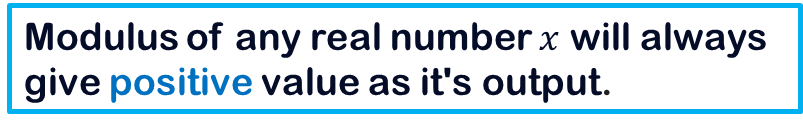 Modulus of any real number 𝑥 will always
give positive value as it's output.